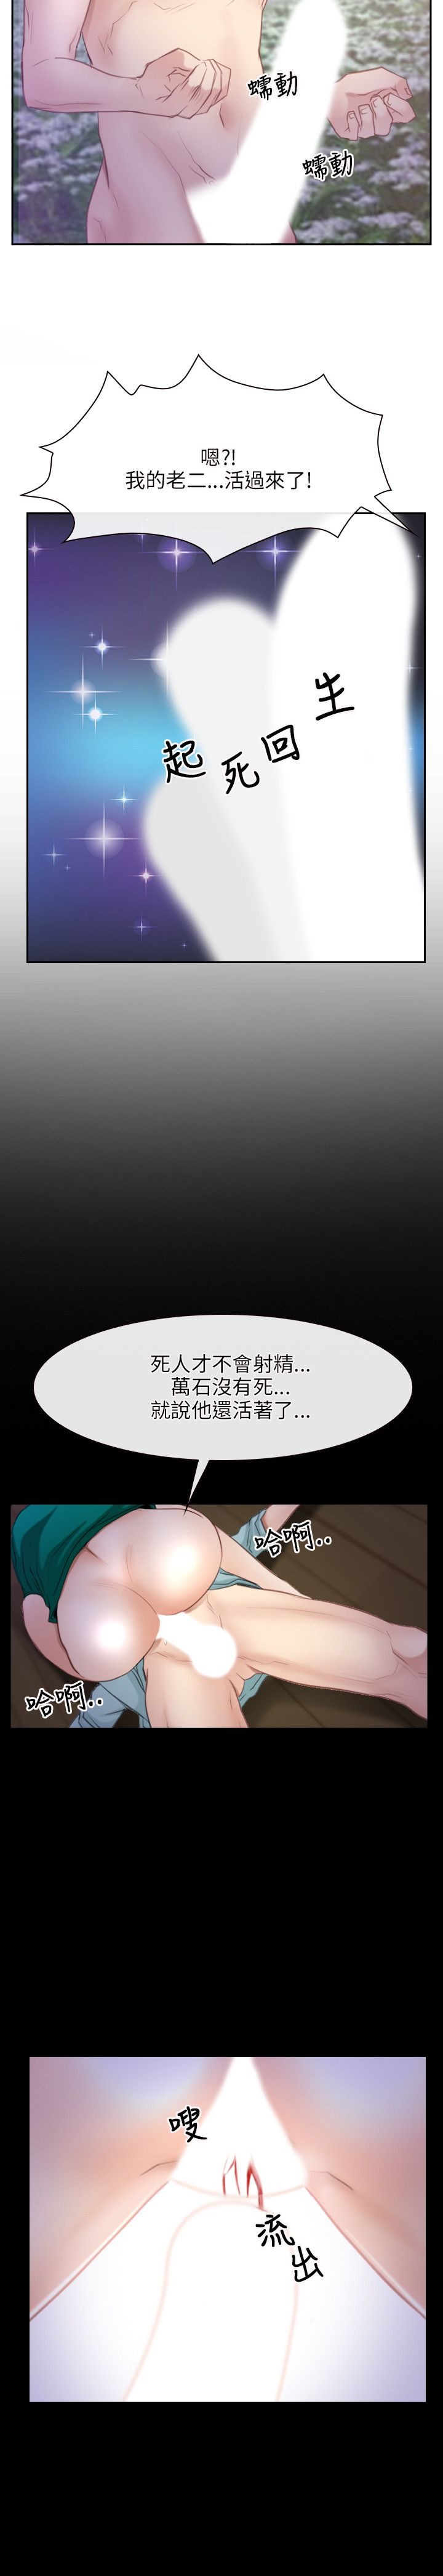 蠕動
蠕動
嗯?!
我的老二...活過來了!
起死回生
死人才不會射精...
萬石沒有死...
就說他還活著了...
哈啊..
哈啊..
嗖
流出